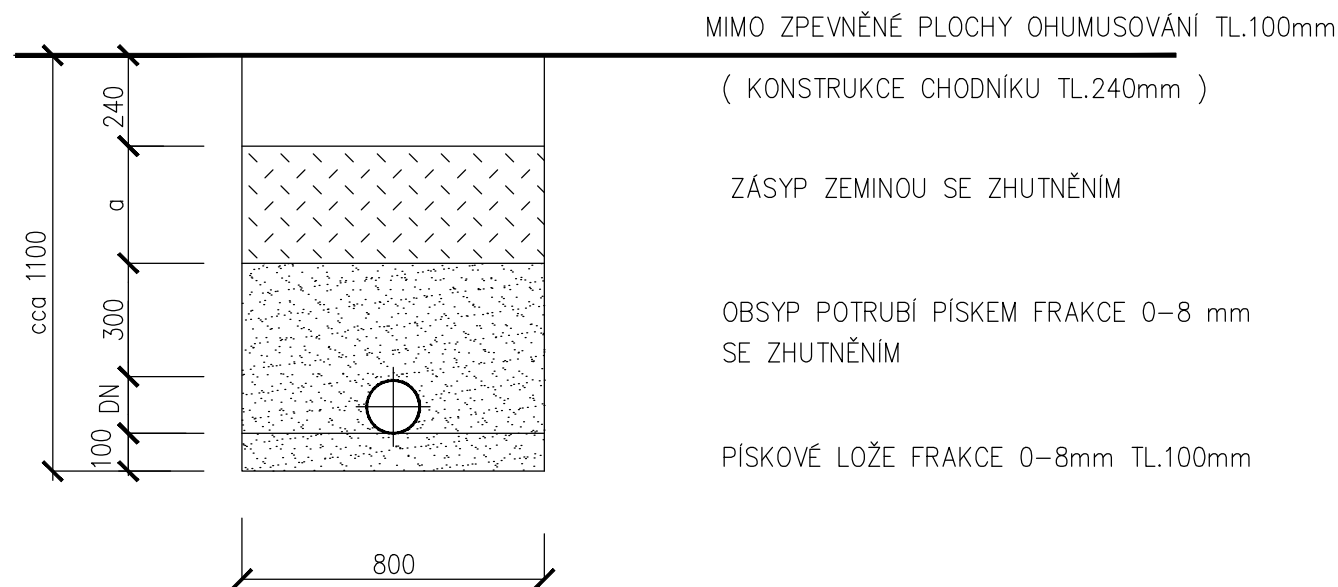 MIMO ZPEVNĚNÉ PLOCHY OHUMUSOVÁNÍ TL.100mm
( KONSTRUKCE CHODNÍKU TL.240mm )
240
ZÁSYP ZEMINOU SE ZHUTNĚNÍM
a
cca 1100
300
OBSYP POTRUBÍ PÍSKEM FRAKCE 0-8 mm
SE ZHUTNĚNÍM
DN
100
PÍSKOVÉ LOŽE FRAKCE 0-8mm TL.100mm
800